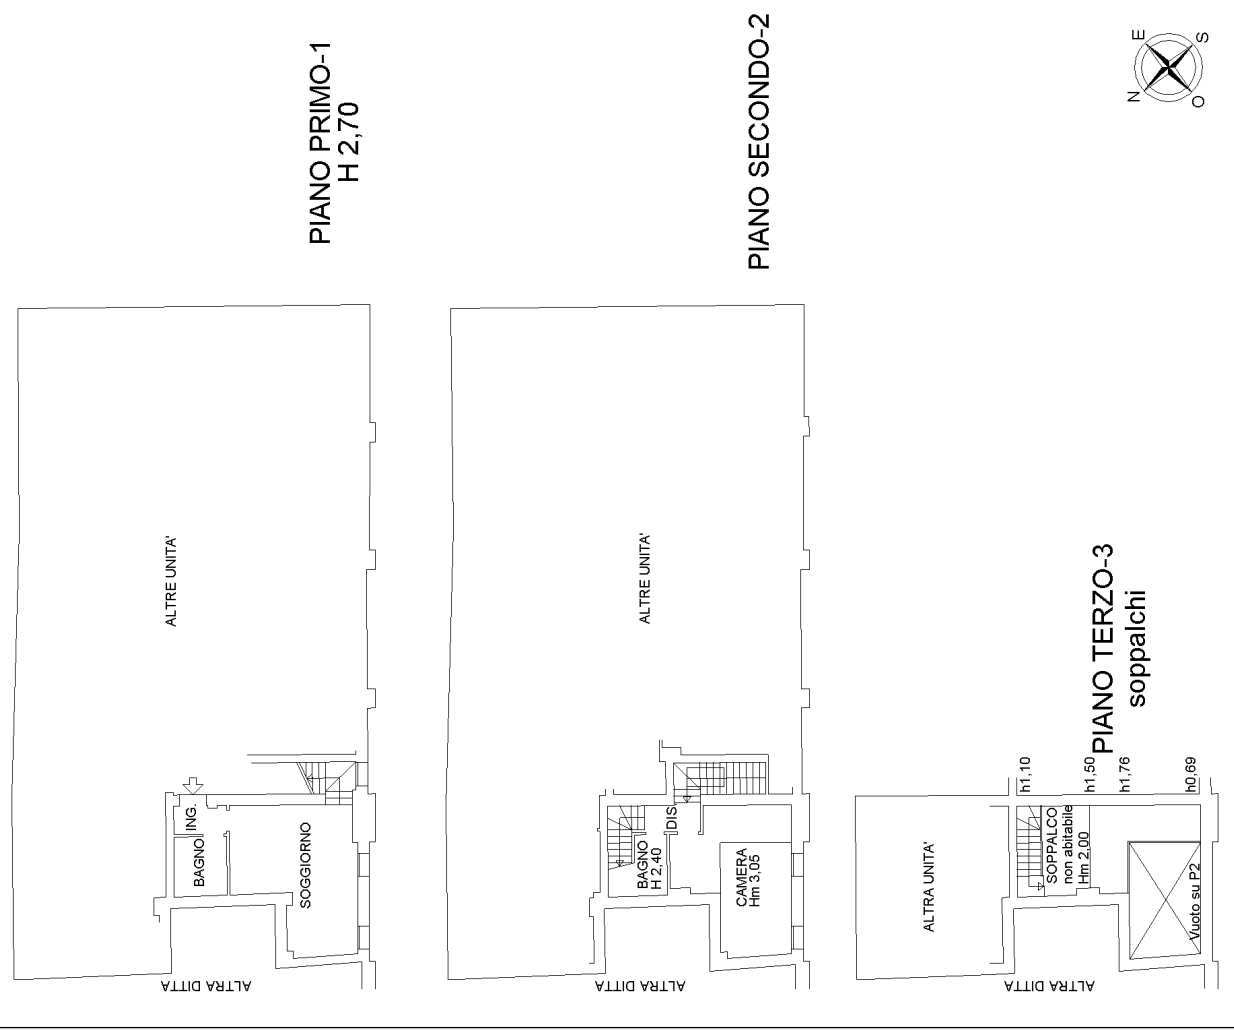 PIANO PRIMO-1
H 2,70
PIANO SECONDO-2
E
S
N
O
ALTRE UNITA'
ING.
BAGNO
SOGGIORNO
ALTRA DITTA
ALTRE UNITA'
DIS
BAGNO
H 2,40
CAMERA
Hm 3,05
ALTRA DITTA
PIANO TERZO-3
soppalchi
h1,10
h1,50
h1,76
h0,69
ALTRA UNITA'
SOPPALCO
non abitabile
Hm 2,00
Vuoto su P2
ALTRA DITTA